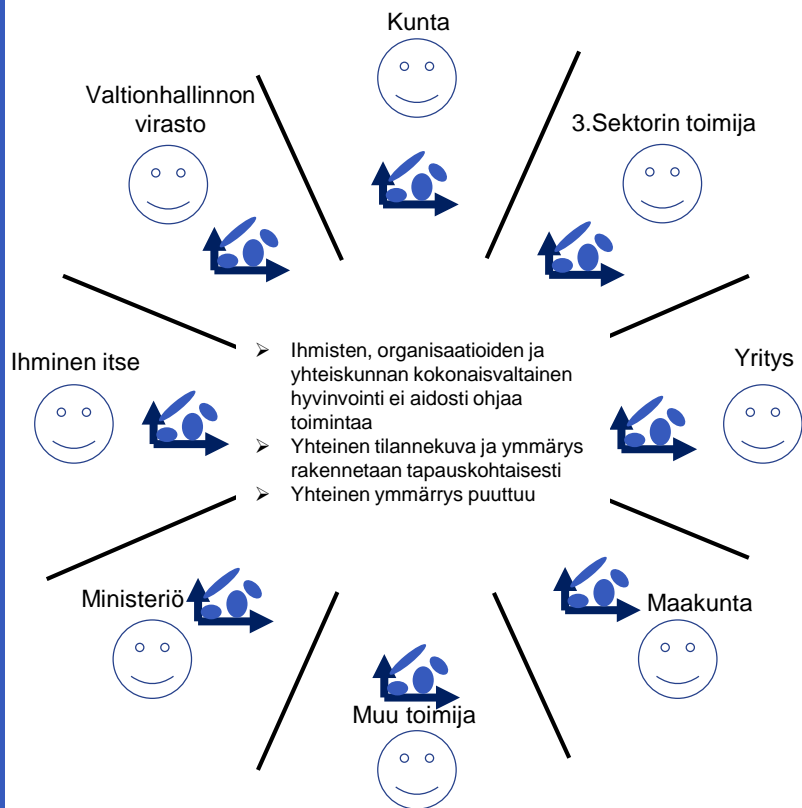 Kunta
Valtionhallinnon
virasto
3.Sektorin toimija
Ihminen itse
➢ Ihmisten, organisaatioiden ja
yhteiskunnan kokonaisvaltainen
hyvinvointi ei aidosti ohjaa
toimintaa
➢ Yhteinen tilannekuva ja ymmärys
rakennetaan tapauskohtaisesti
➢ Yhteinen ymmärrys puuttuu
Yritys
Ministeriö
Maakunta
Muu toimija